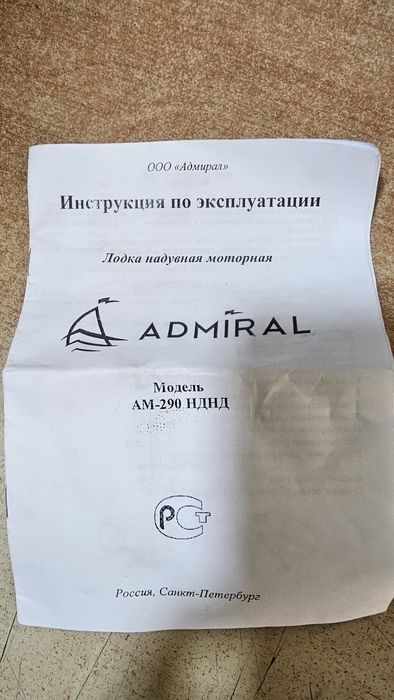 ООО «Адмирал»
Инструкция по эксплуатации
Лодка надувная моторная
ADMIRAL
Модель
АМ-290 НДНД
РСТ
Россия, Санкт-Петербург